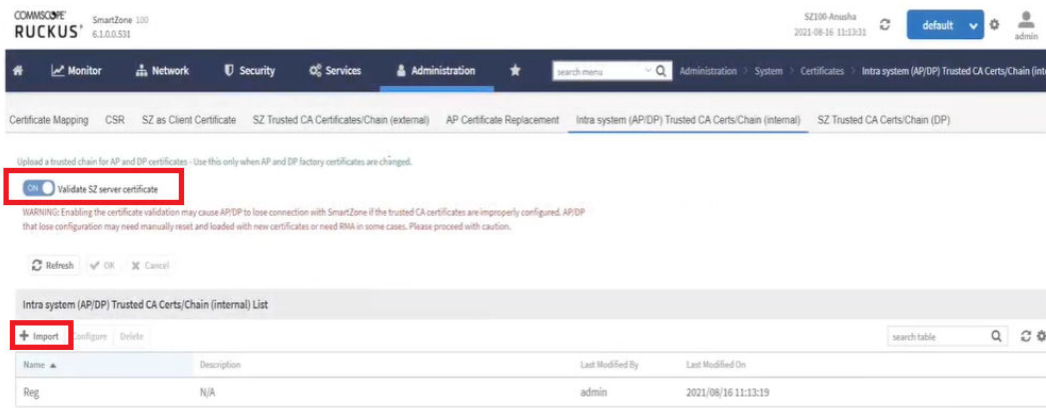 COMMSCOPE®
RUCKUS® SmartZone 100
6.1.0.0.531
SZ100-Anusha
2021-08-16 11:13:31
default
admin
Monitor Network Security Services Administration search menu Administration > System > Certificates > Intra system (AP/DP) Trusted CA Certs/Chain (inte
Certificate Mapping CSR SZ as Client Certificate SZ Trusted CA Certificates/Chain (external) AP Certificate Replacement Intra system (AP/DP) Trusted CA Certs/Chain (internal) SZ Trusted CA Certs/Chain (DP)
Upload a trusted chain for AP and DP certificates - Use this only when AP and DP factory certificates are changed.
ON Validate SZ server certificate
WARNING: Enabling the certificate validation may cause AP/DP to lose connection with SmartZone if the trusted CA certificates are improperly configured. AP/DP
that lose configuration may need manually reset and loaded with new certificates or need RMA in some cases. Please proceed with caution.
Refresh OK Cancel
Intra system (AP/DP) Trusted CA Certs/Chain (internal) List
Import Configure Delete search table
Name Description Last Modified By Last Modified On
Reg N/A admin 2021/08/16 11:13:19